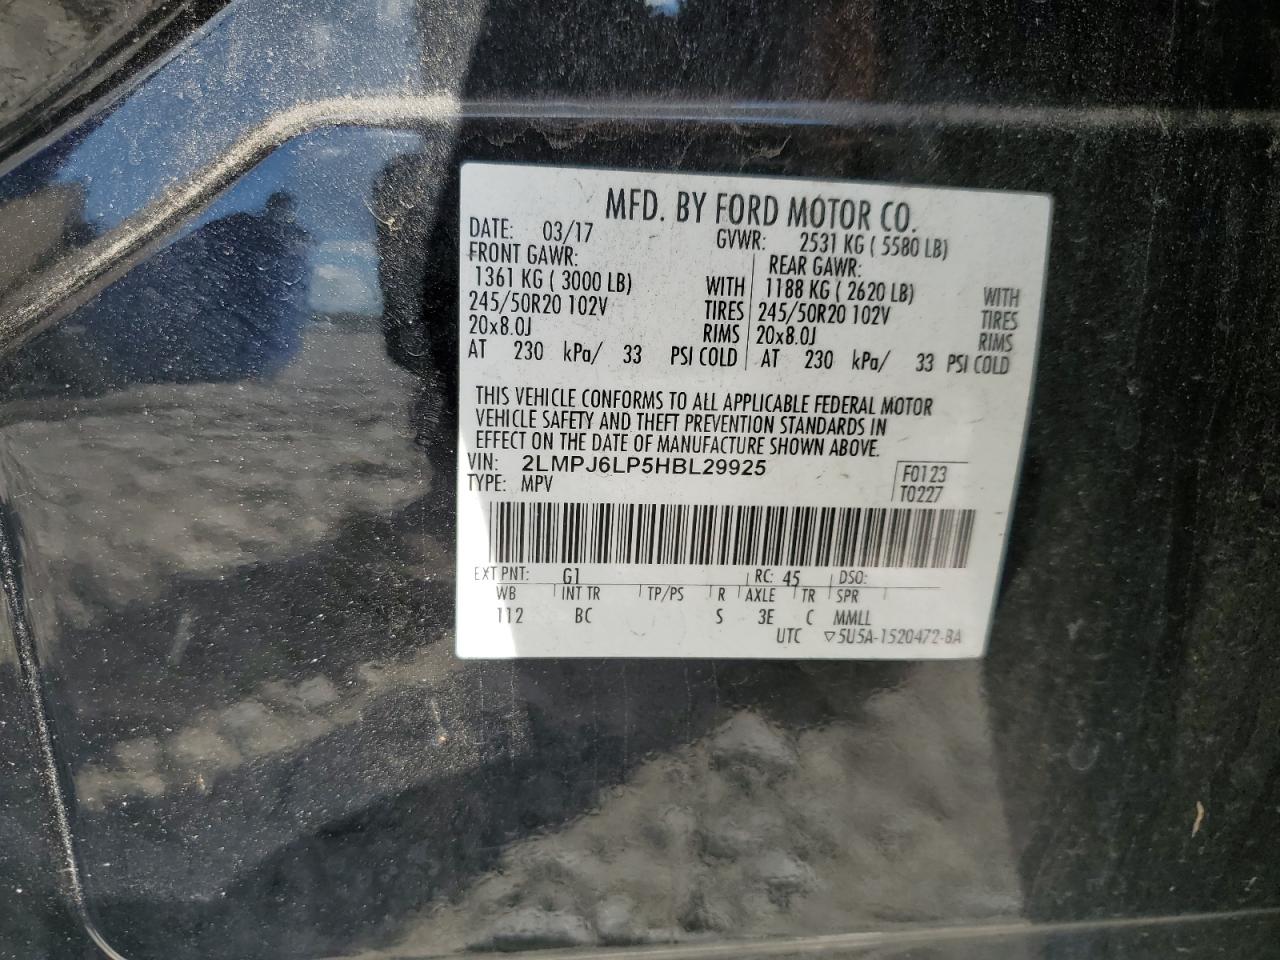 MFD. BY FORD MOTOR CO.
DATE: 03/17 GVWR: 2531 KG ( 5580 LB)
FRONT GAWR: REAR GAWR:
1361 KG ( 3000 LB) WITH 1188 KG ( 2620 LB) WITH
245/50R20 102V TIRES 245/50R20 102V TIRES
20x8.0J RIMS 20x8.0J RIMS
AT 230 kPa/ 33 PSI COLD AT 230 kPa/ 33 PSI COLD
THIS VEHICLE CONFORMS TO ALL APPLICABLE FEDERAL MOTOR
VEHICLE SAFETY AND THEFT PREVENTION STANDARDS IN
EFFECT ON THE DATE OF MANUFACTURE SHOWN ABOVE.
VIN: 2LMPJ6LP5HBL29925 F0123
TYPE: MPV T0227
EXT PNT: G1 RC: 45 DSO:
WB INT TR TP/PS R AXLE TR SPR
112 BC S 3E C MMLL
UTC ▽5U5A-1520472-BA